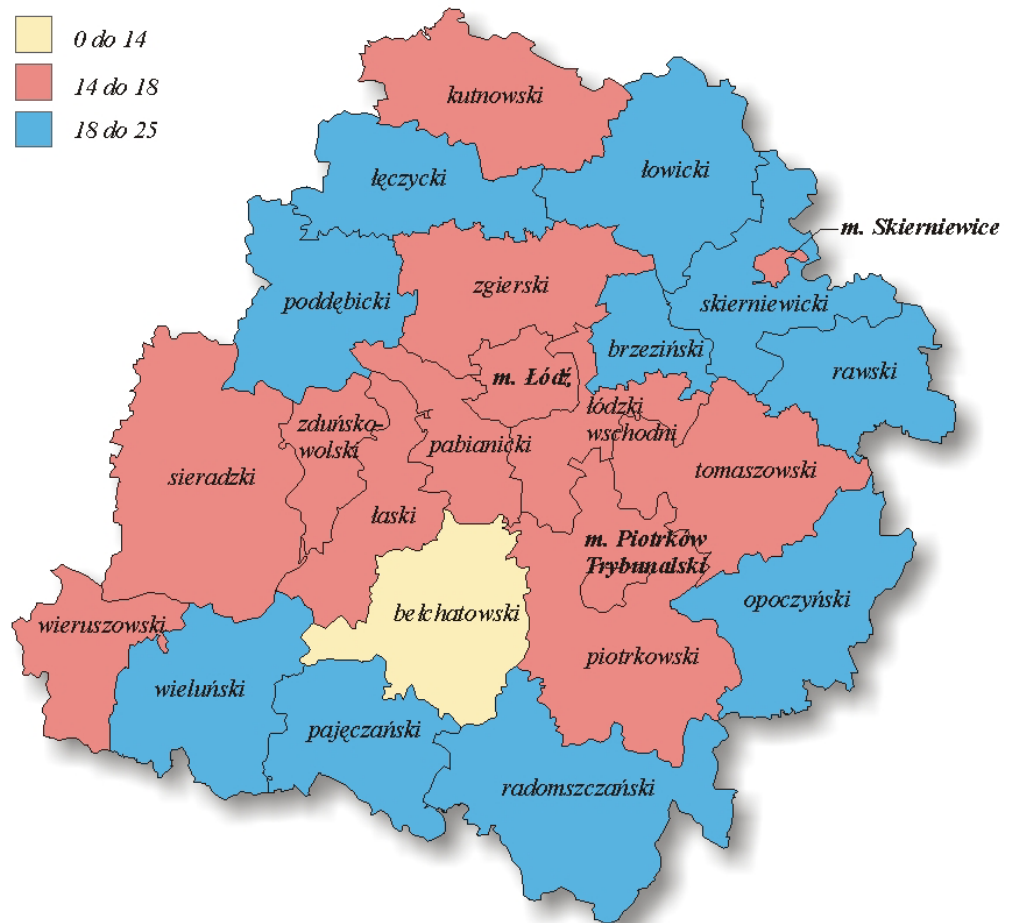 0 do 14
14 do 18
18 do 25
kutnowski
łęczycki
łowicki
m. Skierniewice
zgierski
poddębicki
skierniewicki
brzeziński
rawski
m. Łódź
łódzki
wschodni
zduńsko-
wolski
pabianicki
sieradzki
tomaszowski
łaski
m. Piotrków
Trybunalski
opoczyński
bełchatowski
wieruszowski
piotrkowski
wieluński
pajęczański
radomszczański